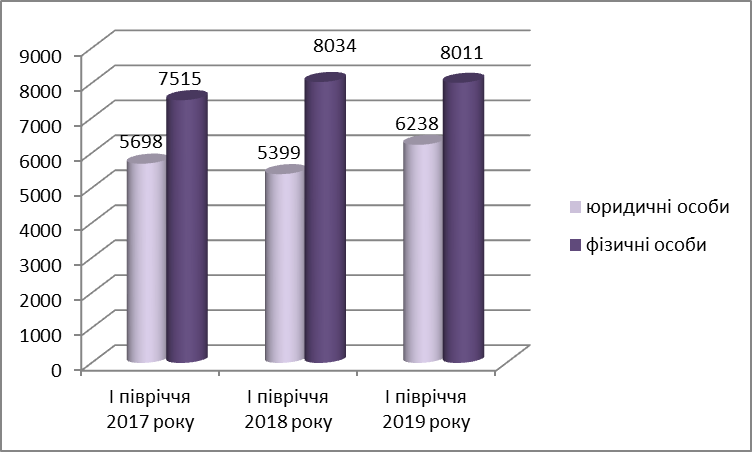 9000
8000
7000
6000
5000
4000
3000
2000
1000
0
5698
7515
5399
8034
6238
8011
І півріччя
2017 року
І півріччя
2018 року
І півріччя
2019 року
юридичні особи
фізичні особи